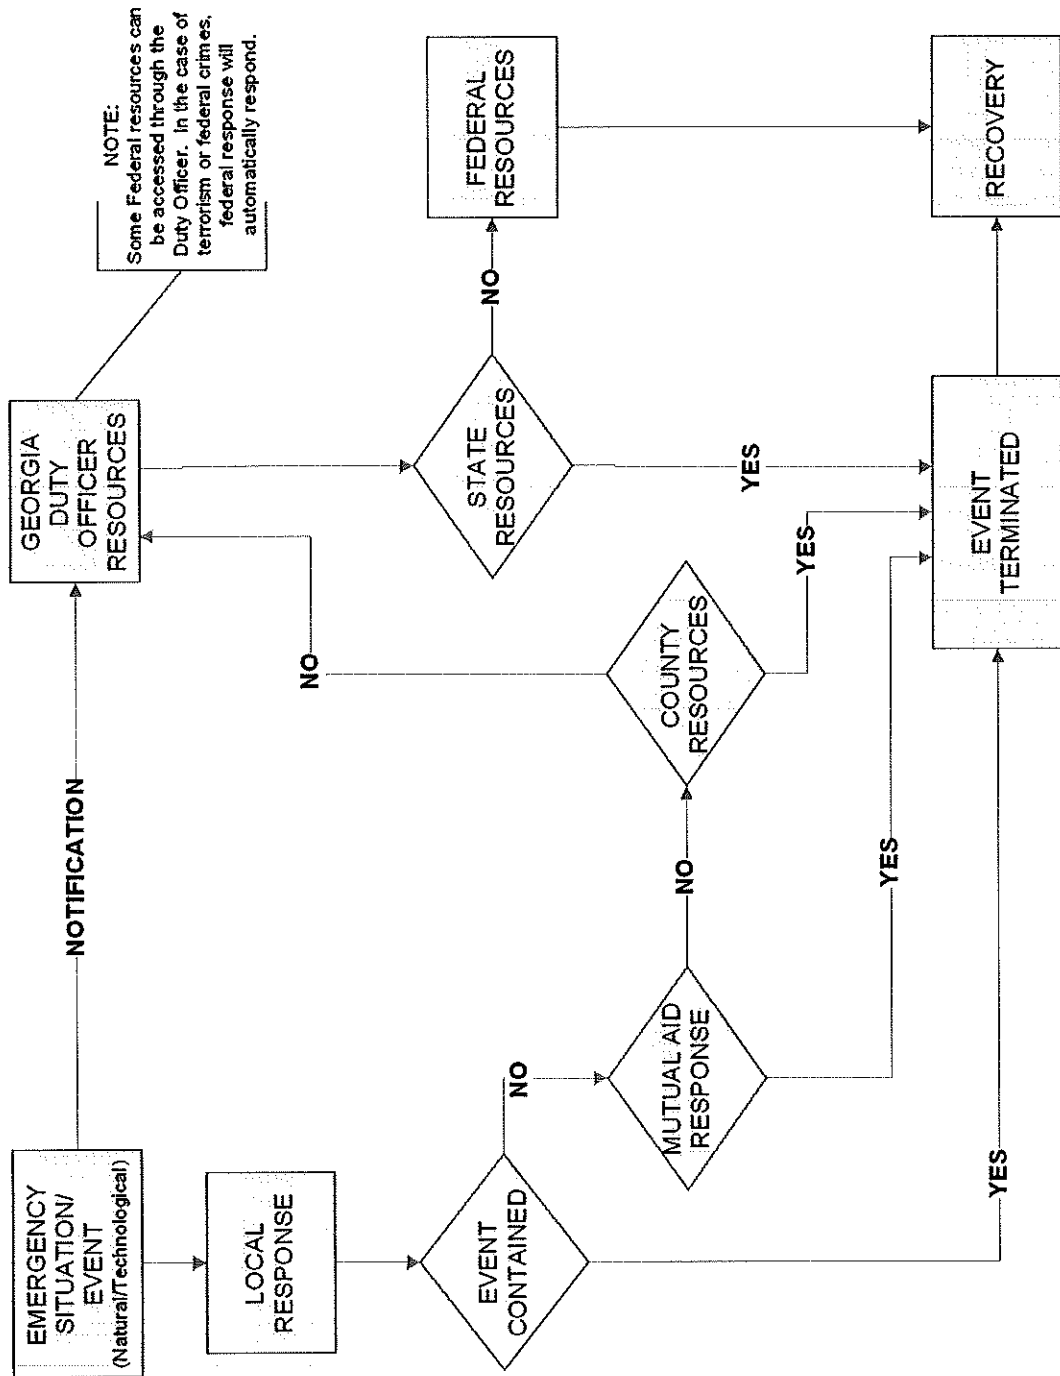 EMERGENCY
SITUATION/
EVENT
(Natural/Technological)
NOTIFICATION
GEORGIA
DUTY
OFFICER
RESOURCES
NOTE:
Some Federal resources can
be accessed through the
Duty Officer. In the case of
terrorism or federal crimes,
federal response will
automatically respond.
LOCAL
RESPONSE
EVENT
CONTAINED
NO
MUTUAL AID
RESPONSE
NO
COUNTY
RESOURCES
NO
STATE
RESOURCES
NO
FEDERAL
RESOURCES
YES
YES
YES
YES
EVENT
TERMINATED
RECOVERY